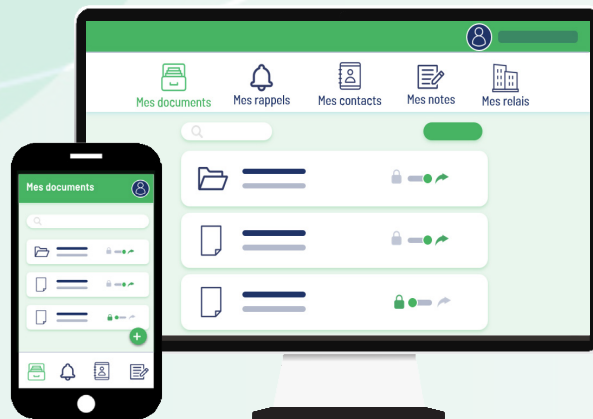 Mes documents
Mes rappels
Mes contacts
Mes notes
Mes relais
Mes documents